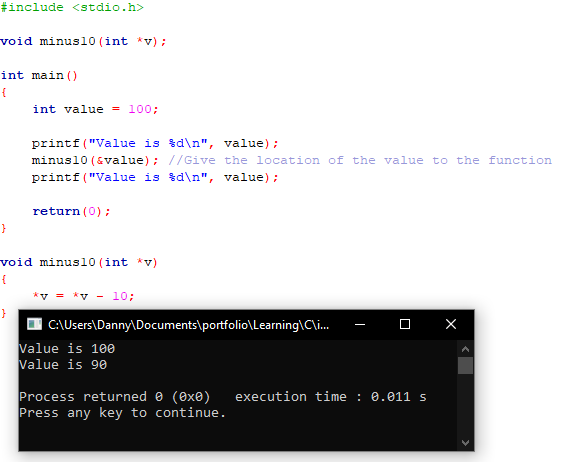 #include <stdio.h>
void minus10(int *v);
int main()
{
int value = 100;
printf("Value is %d\n", value);
minus10(&value); //Give the location of the value to the function
printf("Value is %d\n", value);
return(0);
}
void minus10(int *v)
{
*v = *v - 10;
}
C:\Users\Danny\Documents\portfolio\Learning\C\i...
Value is 100
Value is 90
Process returned 0 (0x0)   execution time : 0.011 s
Press any key to continue.